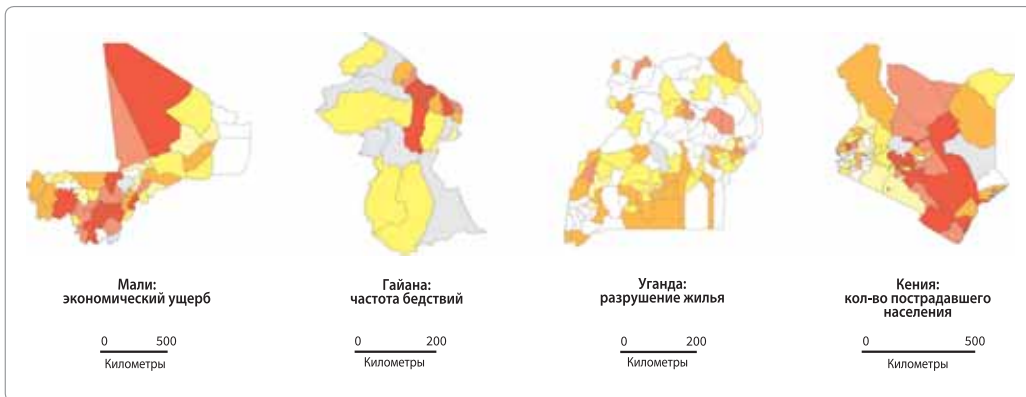 Мали:
экономический ущерб
0 500
Километры
Гайана:
частота бедствий
0 200
Километры
Уганда:
разрушение жилья
0 200
Километры
Кения:
кол-во пострадавшего
населения
0 500
Километры